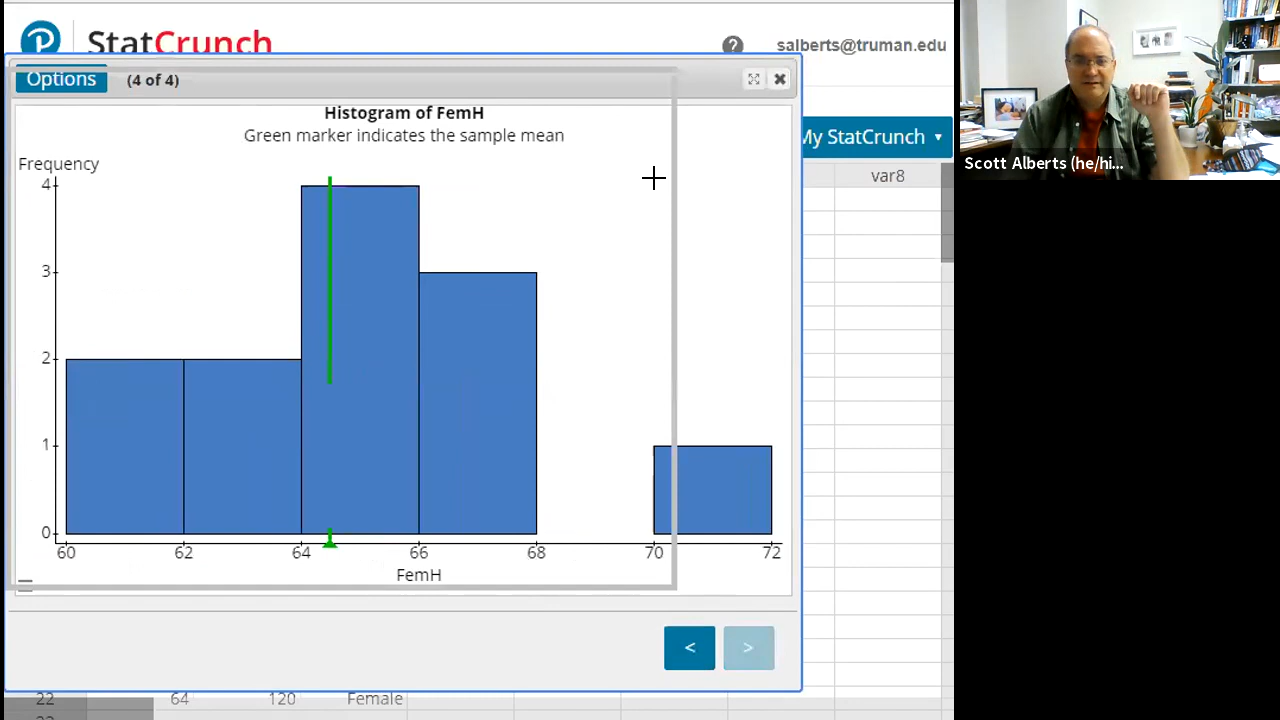 StatCrunch
salberts@truman.edu
Options
(4 of 4)
Histogram of FemH
Green marker indicates the sample mean
Frequency
4
3
2
1
0
60 62 64 66 68 70 72
FemH
< >
My StatCrunch
var8
22 64 120 Female
Scott Alberts (he/hi...